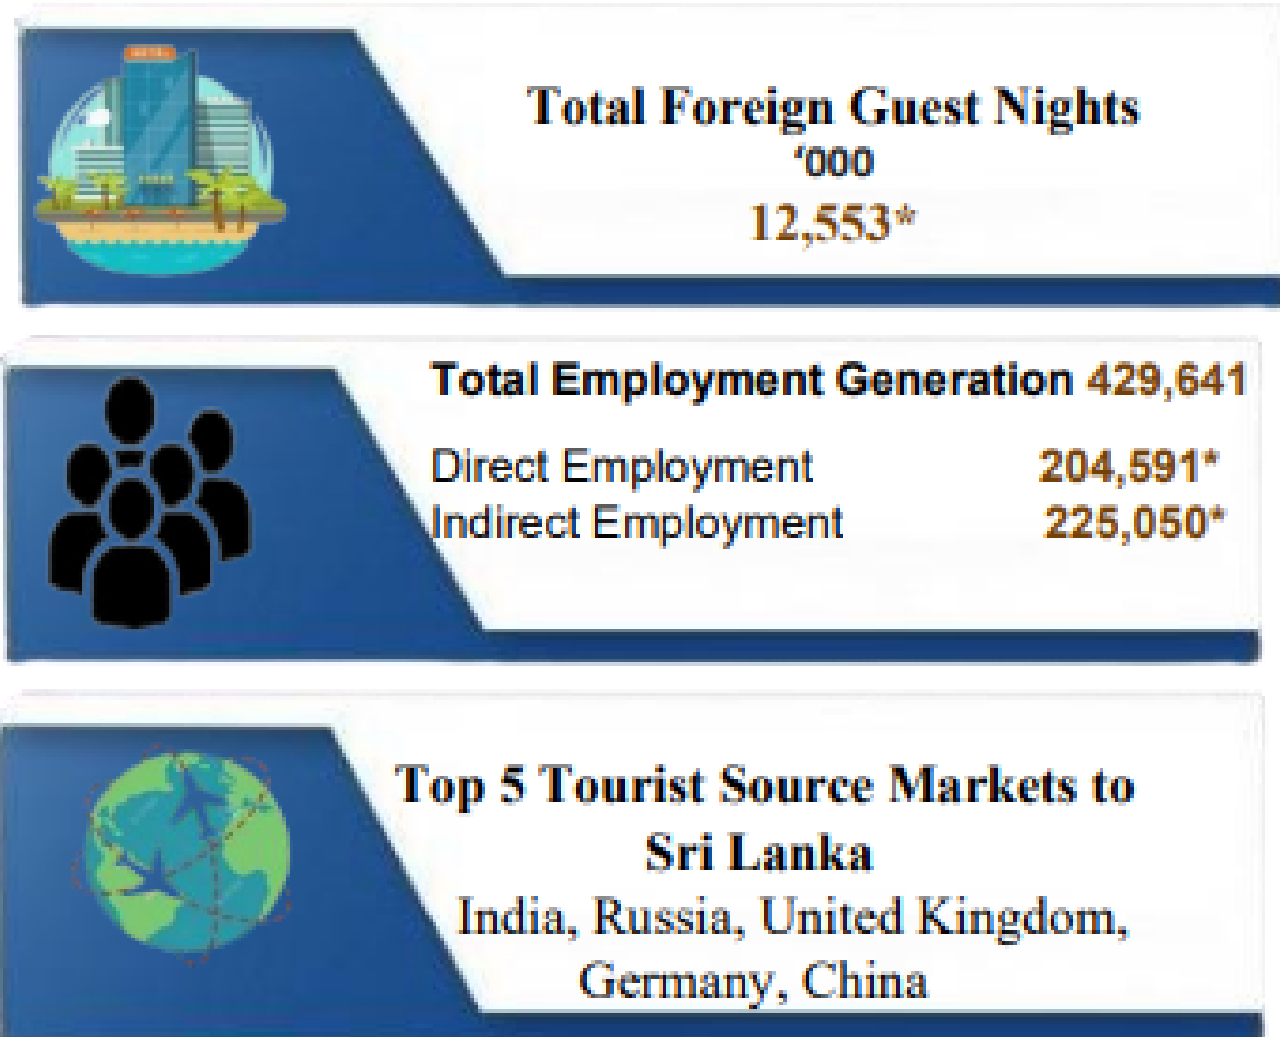 HOTEL
Total Foreign Guest Nights
‘000
12,553*
Total Employment Generation 429,641
Direct Employment 204,591*
Indirect Employment 225,050*
Top 5 Tourist Source Markets to
Sri Lanka
India, Russia, United Kingdom,
Germany, China